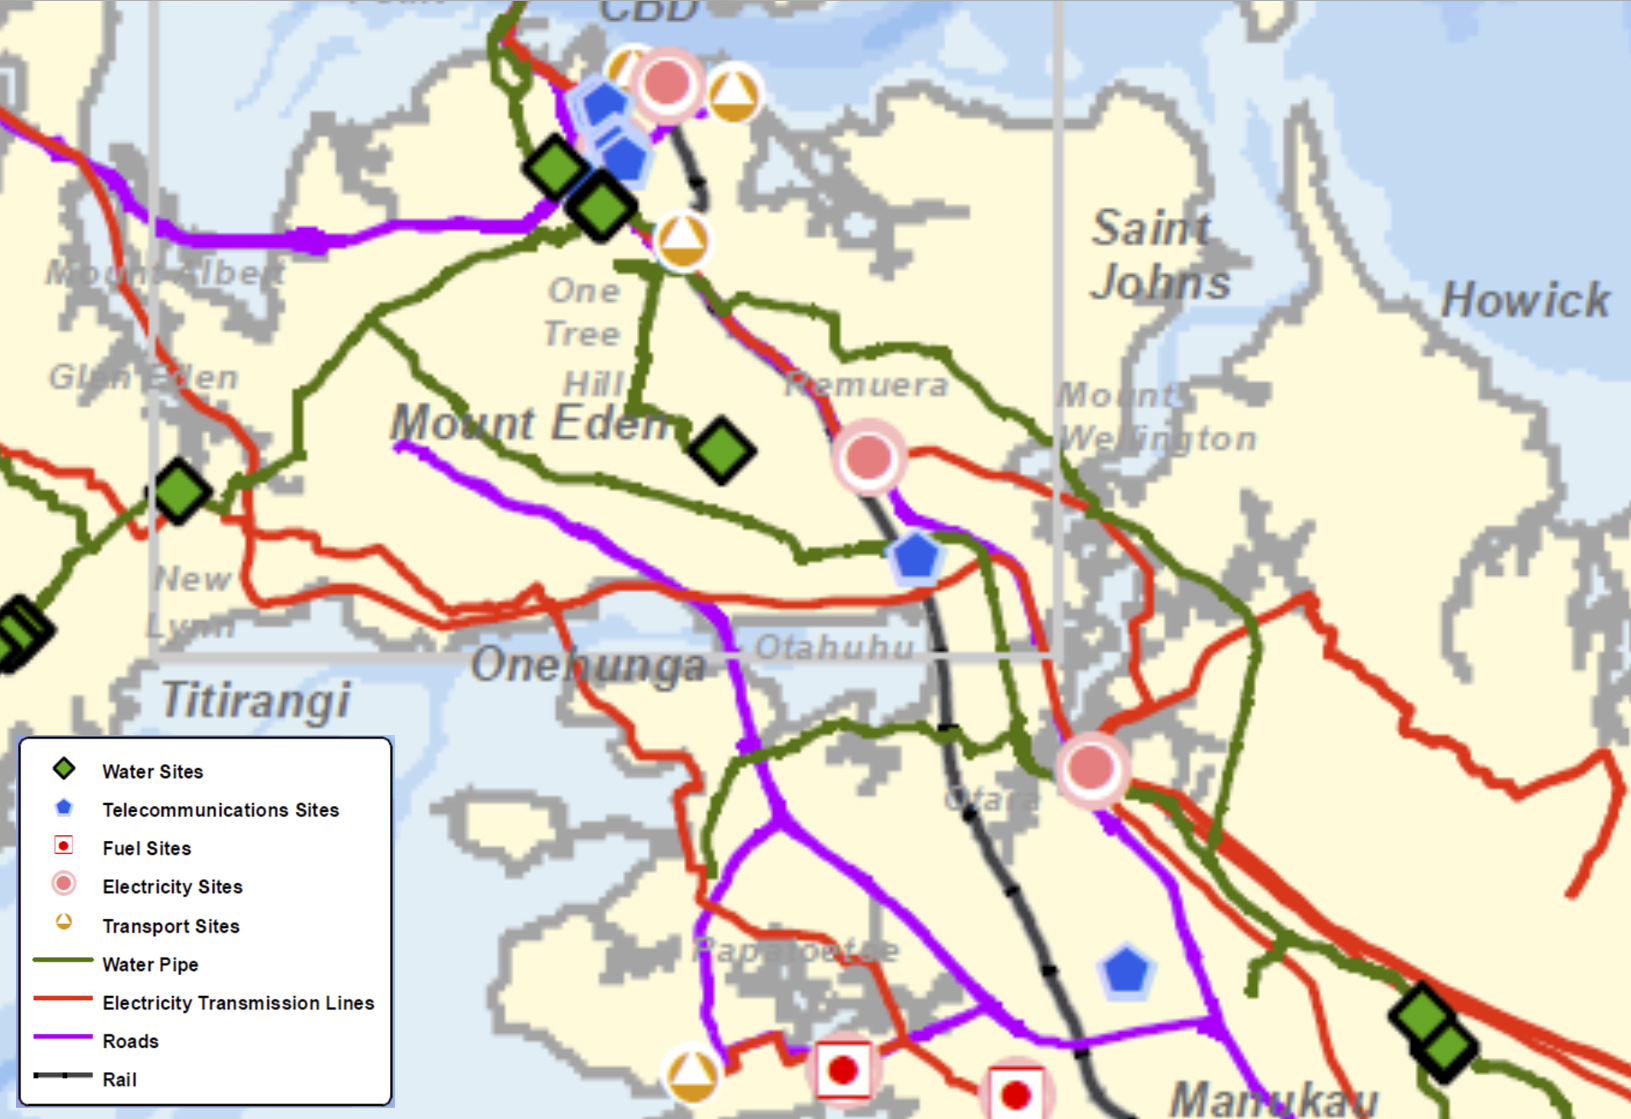 CBD
Saint
Johns
Howick
Mount Albert
One
Tree
Hill
Glen Eden
Remuera
Mount
Wellington
Mount Eden
New
Lynn
Otahuhu
Onehunga
Titirangi
Otara
Papatoetoe
Manukau
Water Sites
Telecommunications Sites
Fuel Sites
Electricity Sites
Transport Sites
Water Pipe
Electricity Transmission Lines
Roads
Rail